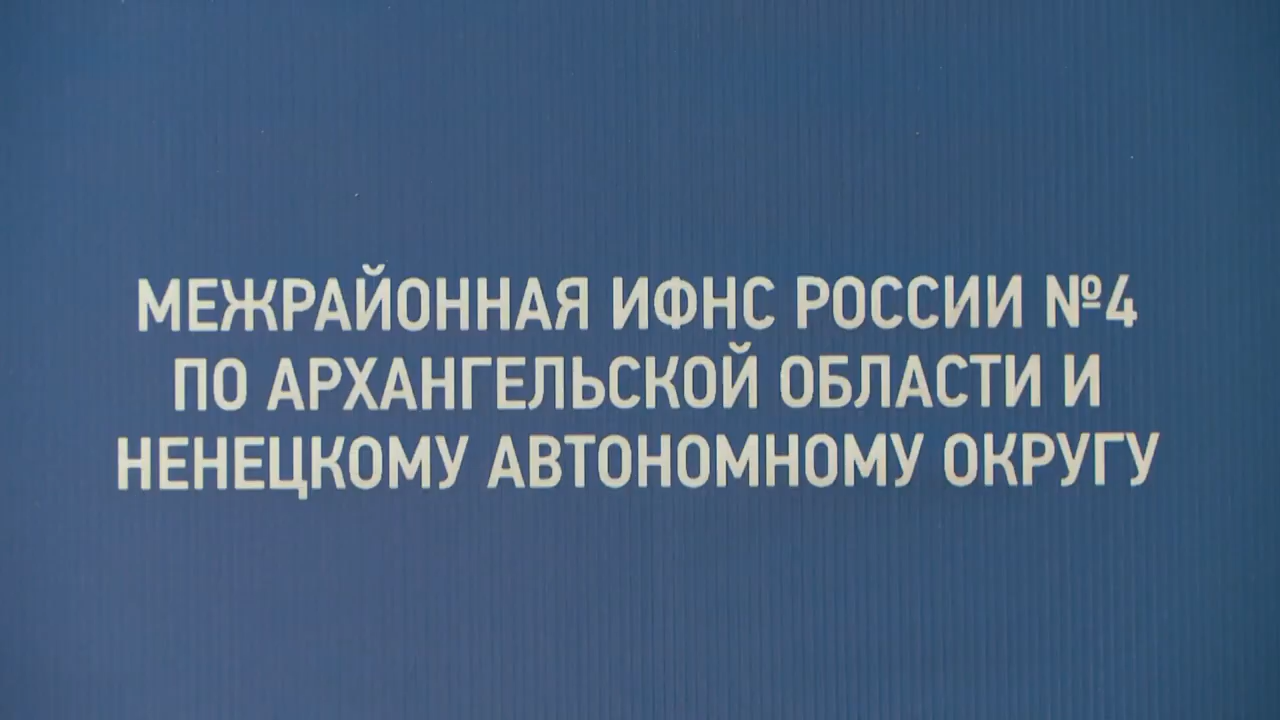 МЕЖРАЙОННАЯ ИФНС РОССИИ №4
ПО АРХАНГЕЛЬСКОЙ ОБЛАСТИ И
НЕНЕЦКОМУ АВТОНОМНОМУ ОКРУГУ